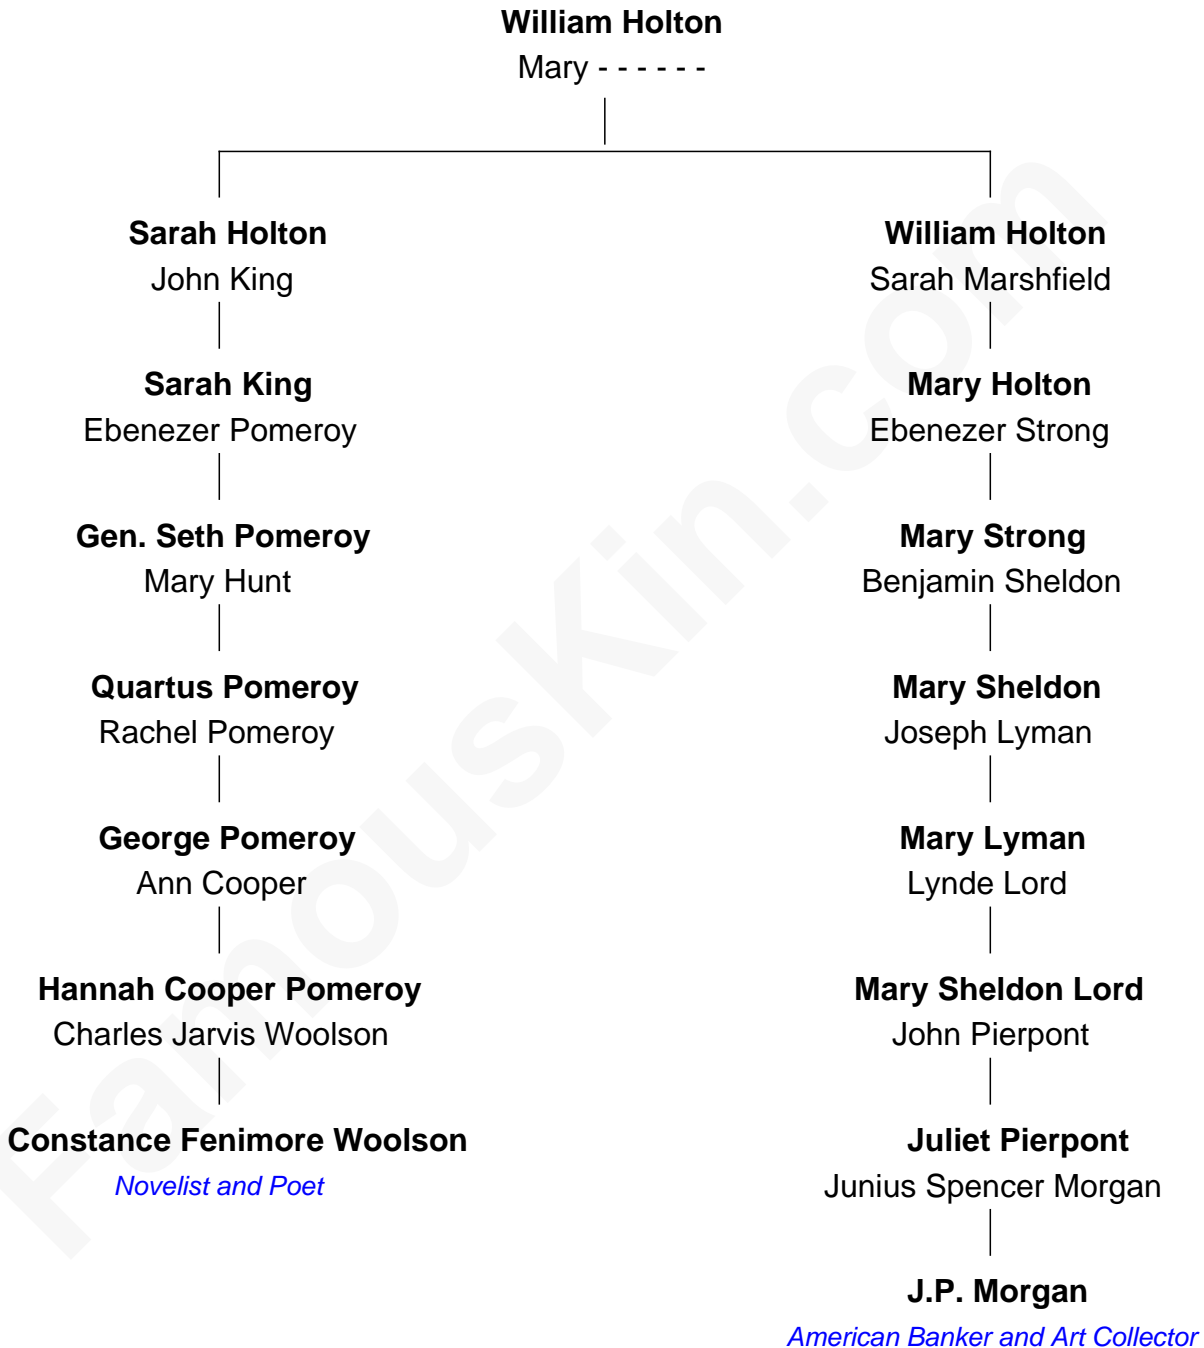 William Holton
Mary - - - - - -
Sarah Holton
John King
William Holton
Sarah Marshfield
Sarah King
Ebenezer Pomeroy
Mary Holton
Ebenezer Strong
Gen. Seth Pomeroy
Mary Hunt
Mary Strong
Benjamin Sheldon
Quartus Pomeroy
Rachel Pomeroy
Mary Sheldon
Joseph Lyman
George Pomeroy
Ann Cooper
Mary Lyman
Lynde Lord
Hannah Cooper Pomeroy
Charles Jarvis Woolson
Mary Sheldon Lord
John Pierpont
Constance Fenimore Woolson
Novelist and Poet
Juliet Pierpont
Junius Spencer Morgan
J.P. Morgan
American Banker and Art Collector
FamousKin.com